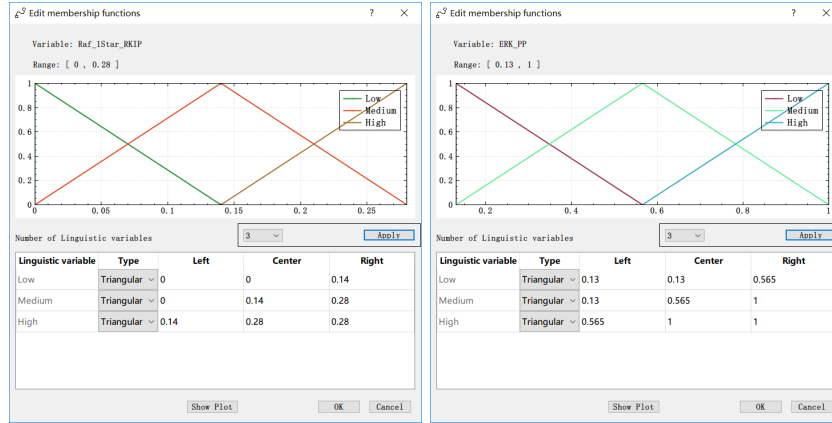 Edit membership functions ? ×
Variable: Raf_1Star_RKIP
Range: [ 0 , 0.28 ]
1
0.8
0.6
0.4
0.2
0
0 0.05 0.1 0.15 0.2 0.25
Low
Medium
High
Number of Linguistic variables 3 Apply
Linguistic variable Type Left Center Right
Low Triangular 0 0 0.14
Medium Triangular 0 0.14 0.28
High Triangular 0.14 0.28 0.28
Show Plot OK Cancel
Edit membership functions ? ×
Variable: ERK_PP
Range: [ 0.13 , 1 ]
1
0.8
0.6
0.4
0.2
0
0.2 0.4 0.6 0.8 1
Low
Medium
High
Number of Linguistic variables 3 Apply
Linguistic variable Type Left Center Right
Low Triangular 0.13 0.13 0.565
Medium Triangular 0.13 0.565 1
High Triangular 0.565 1 1
Show Plot OK Cancel